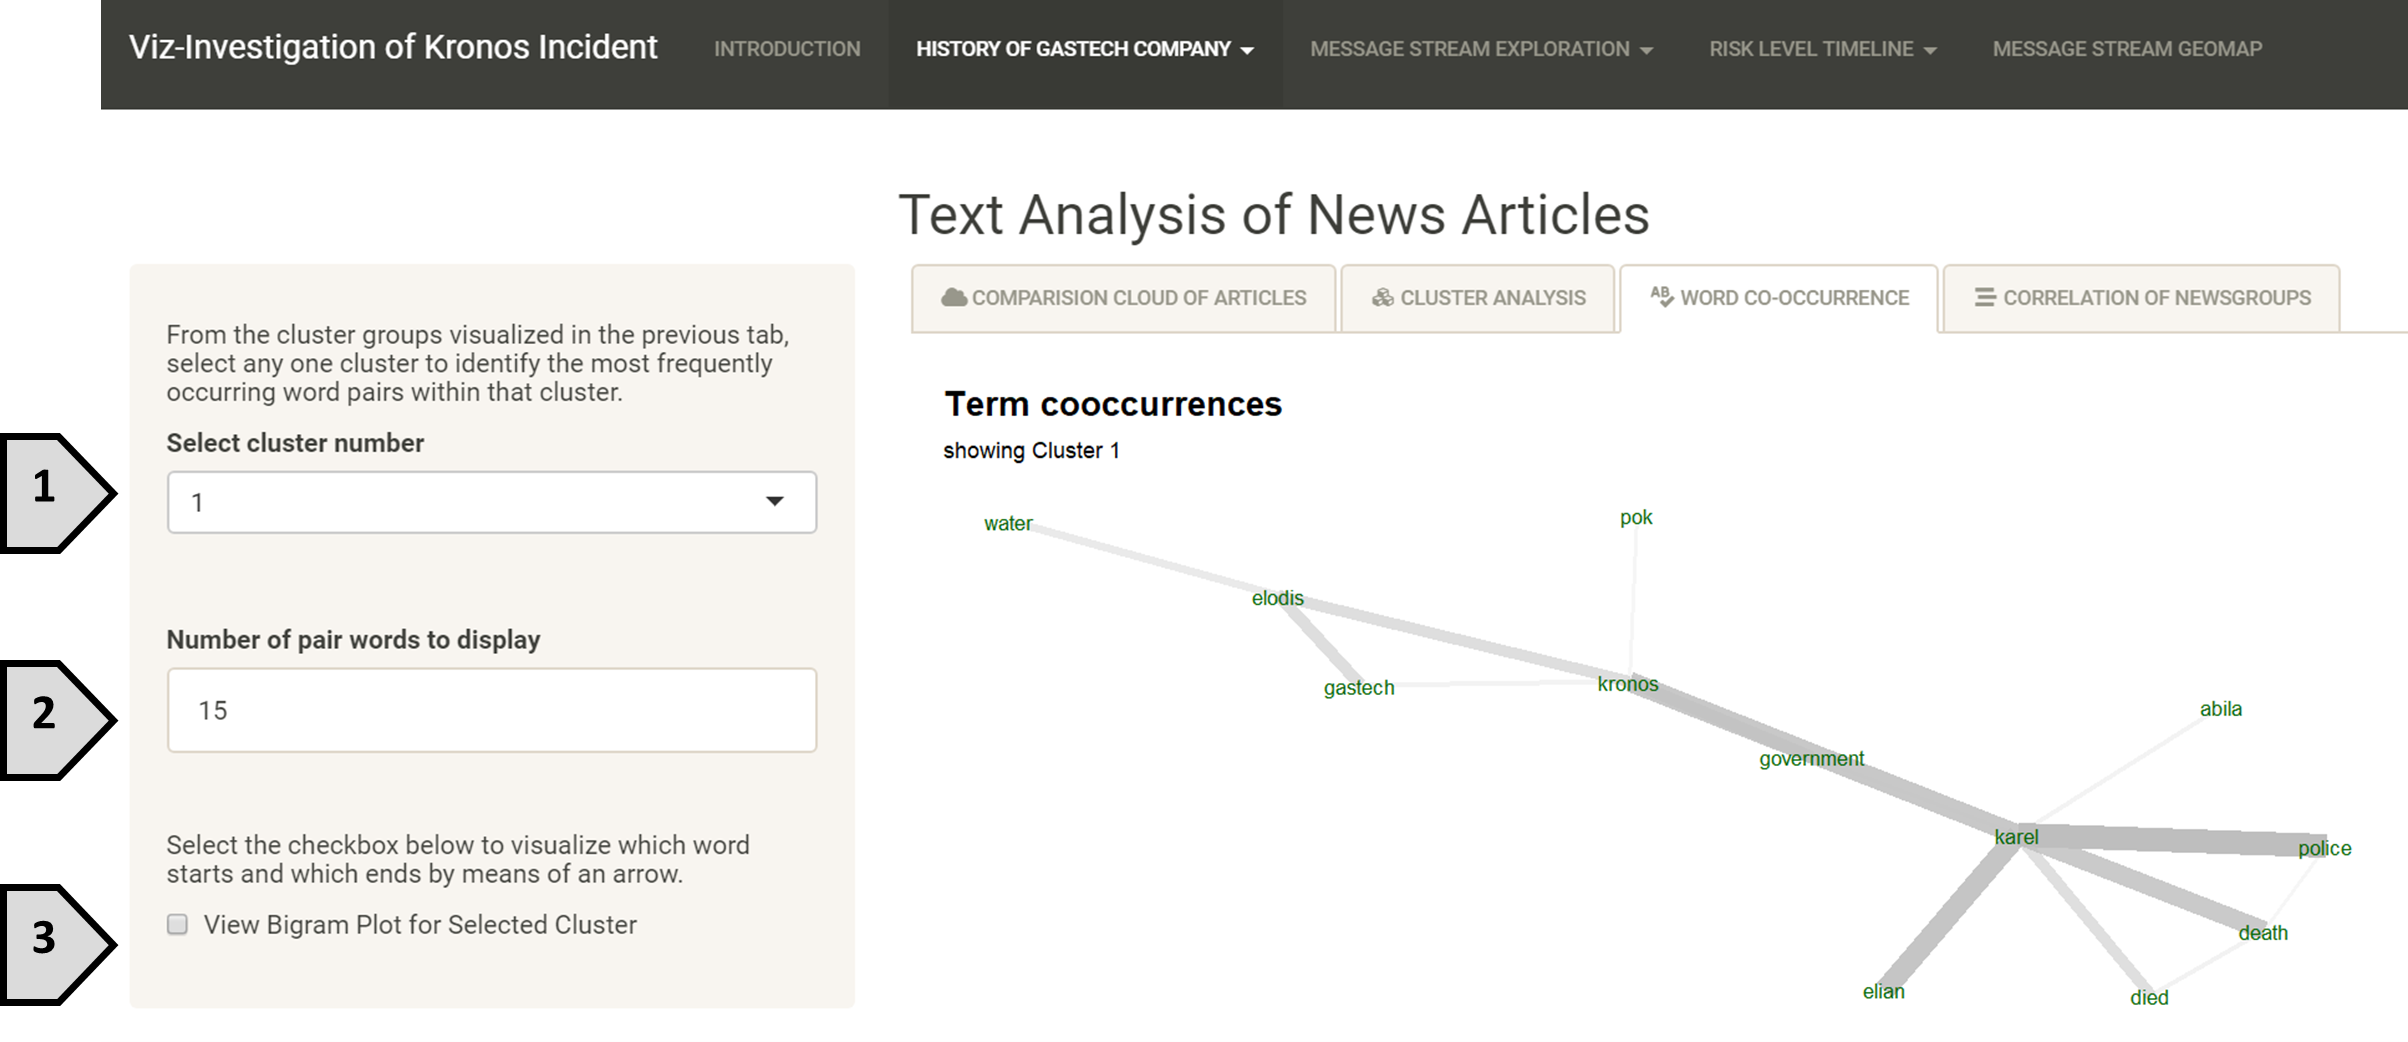 Viz-Investigation of Kronos Incident
INTRODUCTION
HISTORY OF GASTECH COMPANY
MESSAGE STREAM EXPLORATION
RISK LEVEL TIMELINE
MESSAGE STREAM GEOMAP
Text Analysis of News Articles
From the cluster groups visualized in the previous tab,
select any one cluster to identify the most frequently
occurring word pairs within that cluster.
1
Select cluster number
1
2
Number of pair words to display
15
Select the checkbox below to visualize which word
starts and which ends by means of an arrow.
3
View Bigram Plot for Selected Cluster
COMPARISION CLOUD OF ARTICLES
CLUSTER ANALYSIS
AB WORD CO-OCCURRENCE
CORRELATION OF NEWSGROUPS
Term cooccurrences
showing Cluster 1
water
pok
elodis
gastech
kronos
abila
government
karel
police
death
elian
died